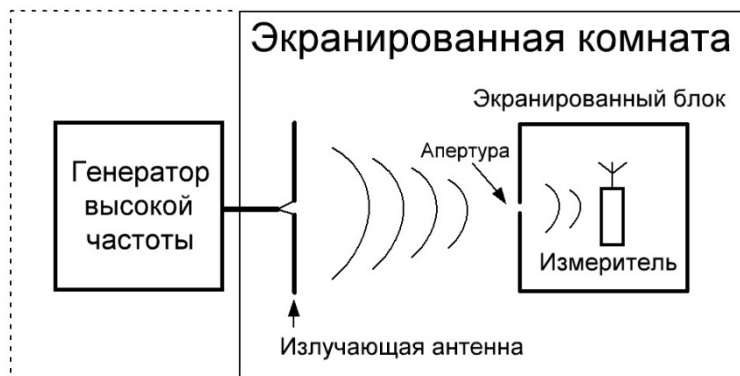 Экранированная комната
Экранированный блок
Апертура
Генератор
высокой
частоты
Измеритель
Излучающая антенна